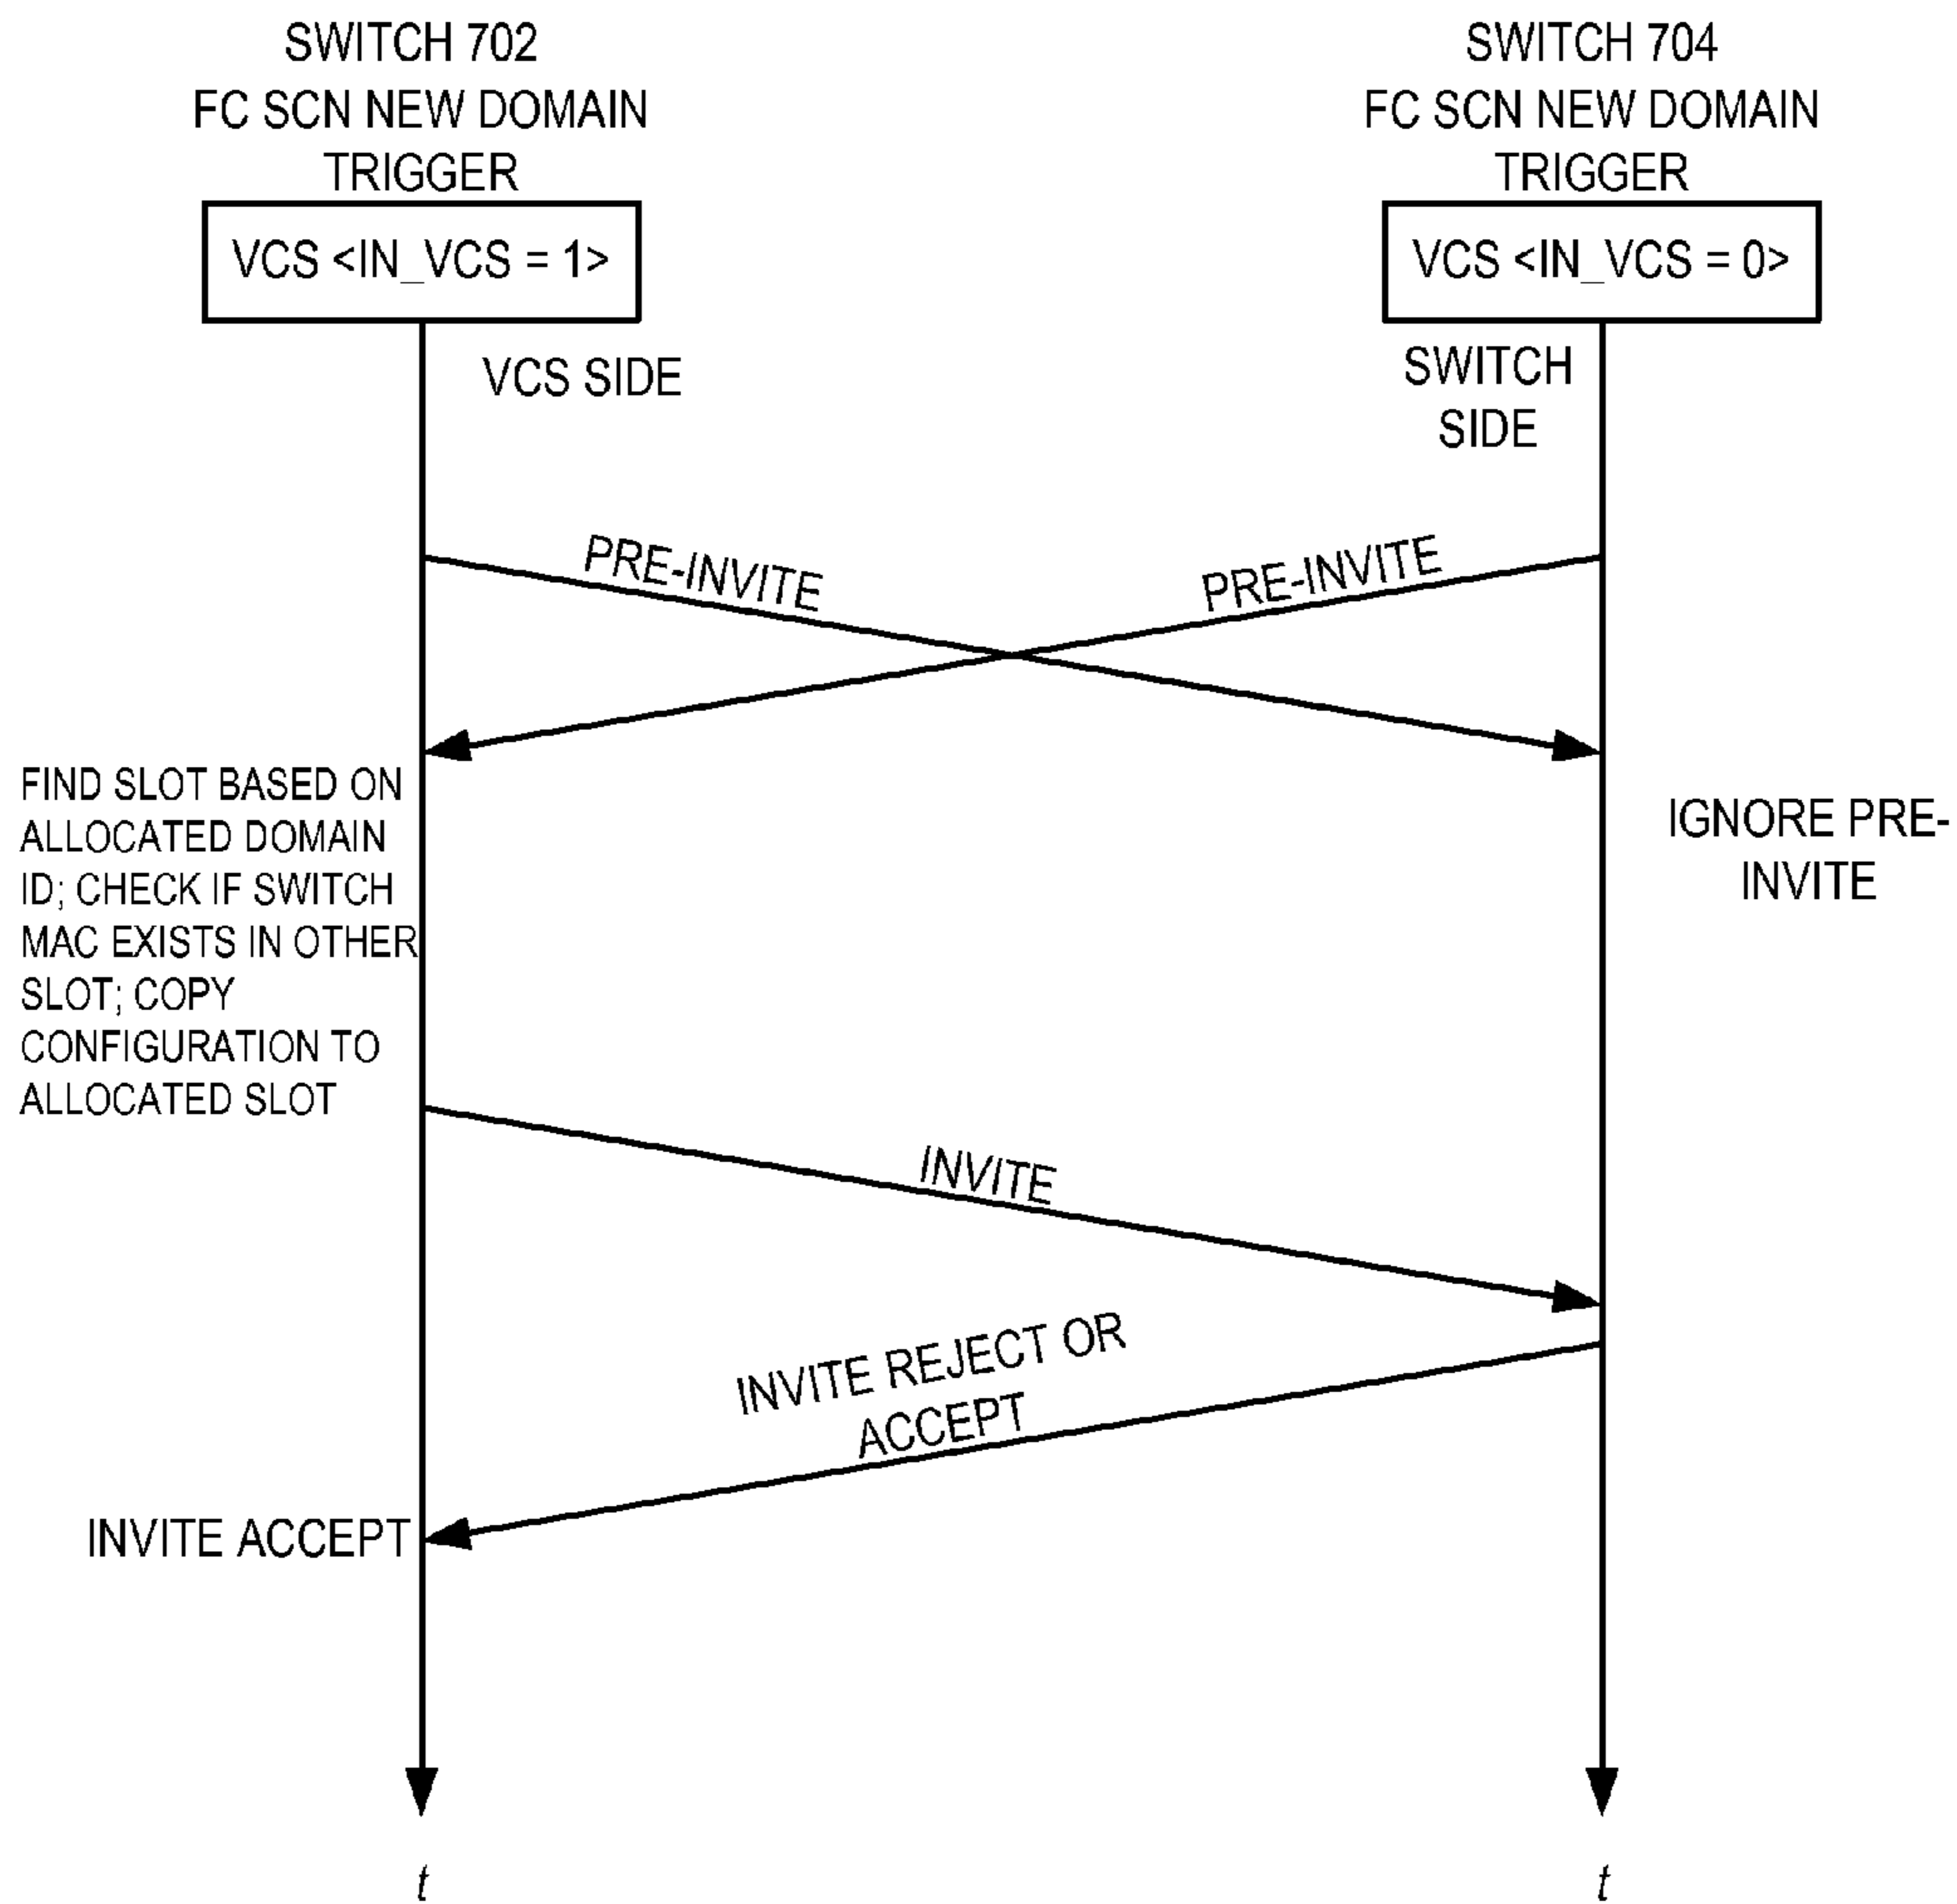 SWITCH 702
FC SCN NEW DOMAIN
TRIGGER
VCS <IN_VCS = 1>
SWITCH 704
FC SCN NEW DOMAIN
TRIGGER
VCS <IN_VCS = 0>
VCS SIDE
SWITCH
SIDE
PRE-INVITE
PRE-INVITE
FIND SLOT BASED ON
ALLOCATED DOMAIN
ID; CHECK IF SWITCH
MAC EXISTS IN OTHER
SLOT; COPY
CONFIGURATION TO
ALLOCATED SLOT
IGNORE PRE-
INVITE
INVITE
INVITE REJECT OR
ACCEPT
INVITE ACCEPT
t
t